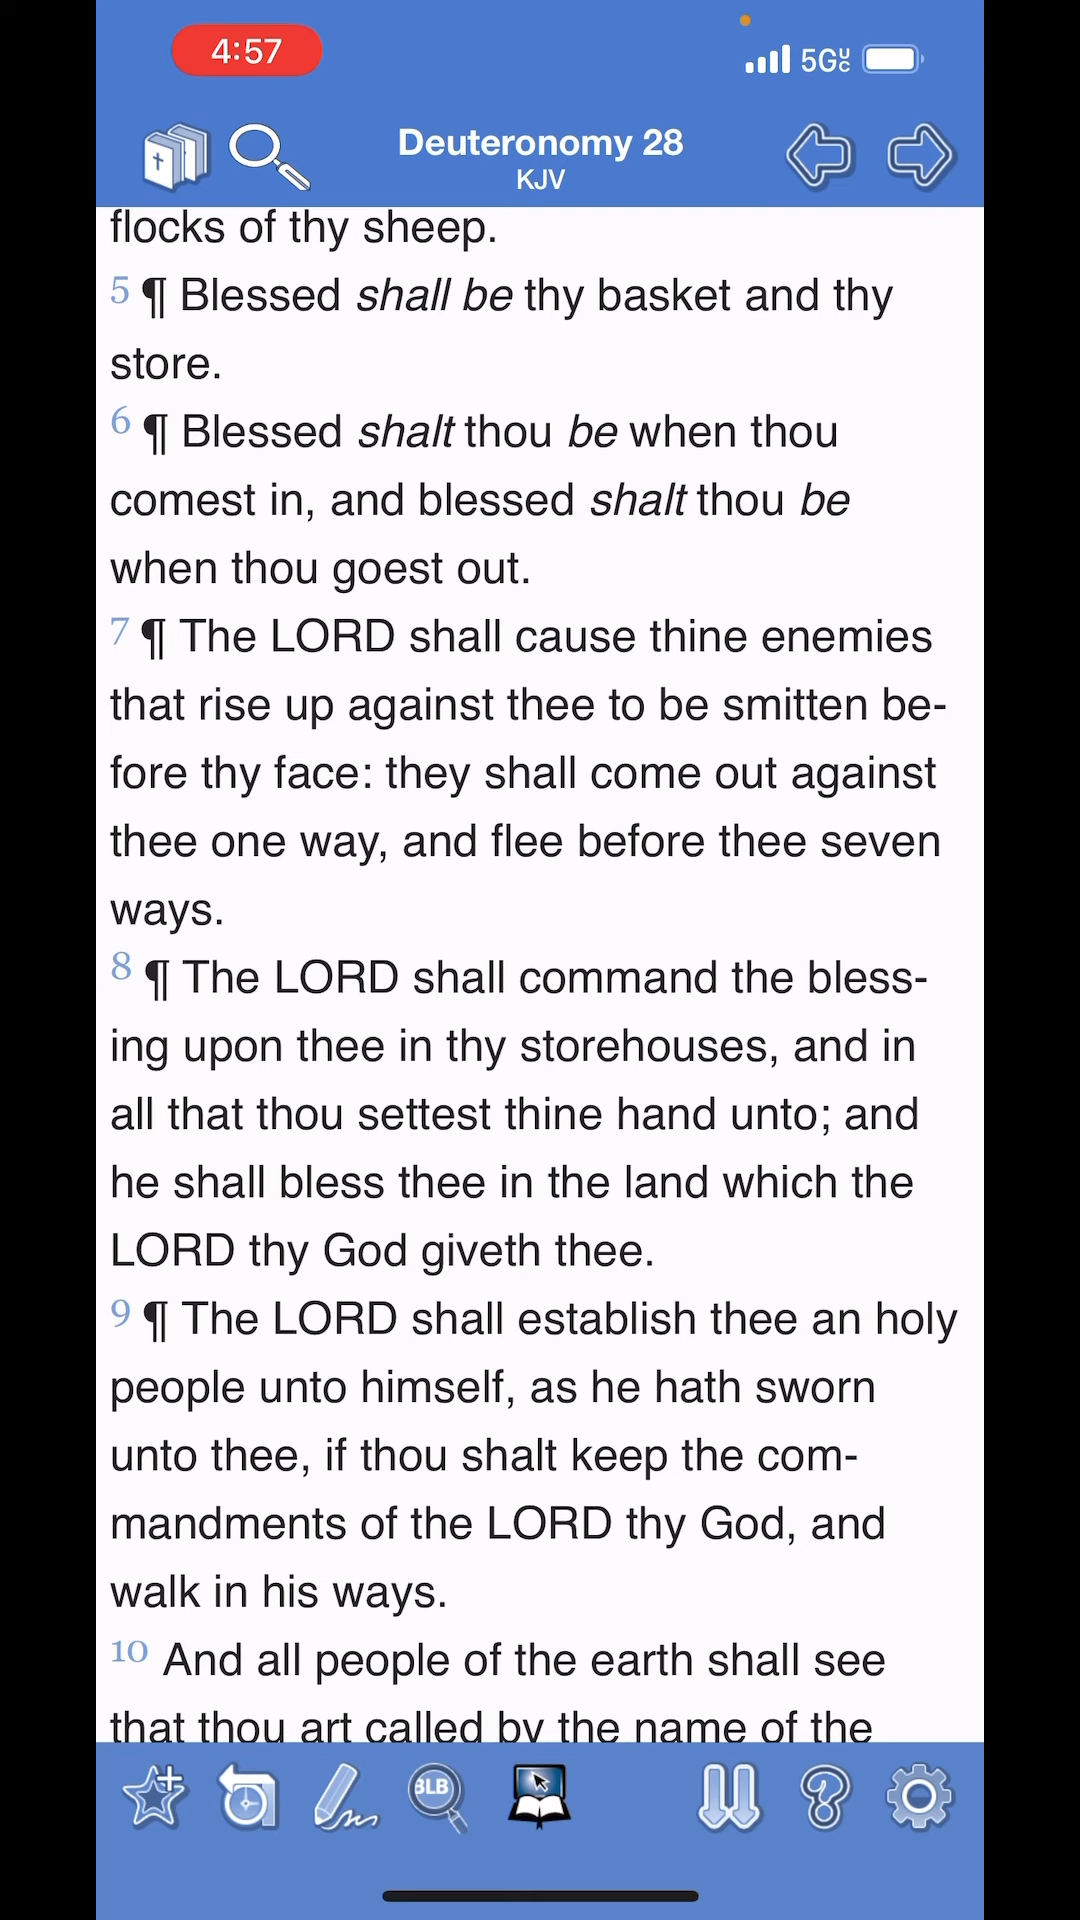 4:57
5GUC
Deuteronomy 28
KJV
flocks of thy sheep.
5 ¶ Blessed shall be thy basket and thy
store.
6 ¶ Blessed shalt thou be when thou
comest in, and blessed shalt thou be
when thou goest out.
7 ¶ The LORD shall cause thine enemies
that rise up against thee to be smitten be-
fore thy face: they shall come out against
thee one way, and flee before thee seven
ways.
8 ¶ The LORD shall command the bless-
ing upon thee in thy storehouses, and in
all that thou settest thine hand unto; and
he shall bless thee in the land which the
LORD thy God giveth thee.
9 ¶ The LORD shall establish thee an holy
people unto himself, as he hath sworn
unto thee, if thou shalt keep the com-
mandments of the LORD thy God, and
walk in his ways.
10 And all people of the earth shall see
that thou art called by the name of the
BLB